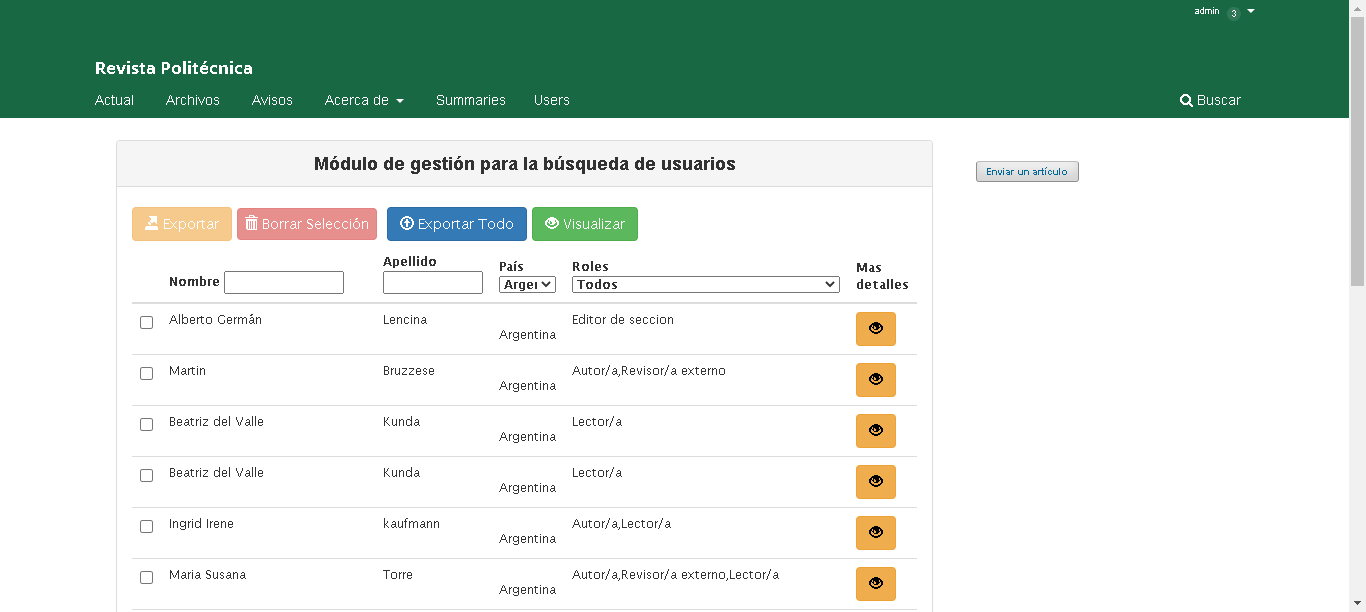 admin 3
Revista Politécnica
Actual Archivos Avisos Acerca de Summaries Users Buscar
Módulo de gestión para la búsqueda de usuarios
Enviar un artículo
Exportar Borrar Selección Exportar Todo Visualizar
Nombre Apellido País Roles Mas detalles
Argei Todos
Alberto Germán Lencina Argentina Editor de seccion
Martin Bruzzese Argentina Autor/a,Revisor/a externo
Beatriz del Valle Kunda Argentina Lector/a
Beatriz del Valle Kunda Argentina Lector/a
Ingrid Irene kaufmann Argentina Autor/a,Lector/a
Maria Susana Torre Argentina Autor/a,Revisor/a externo,Lector/a